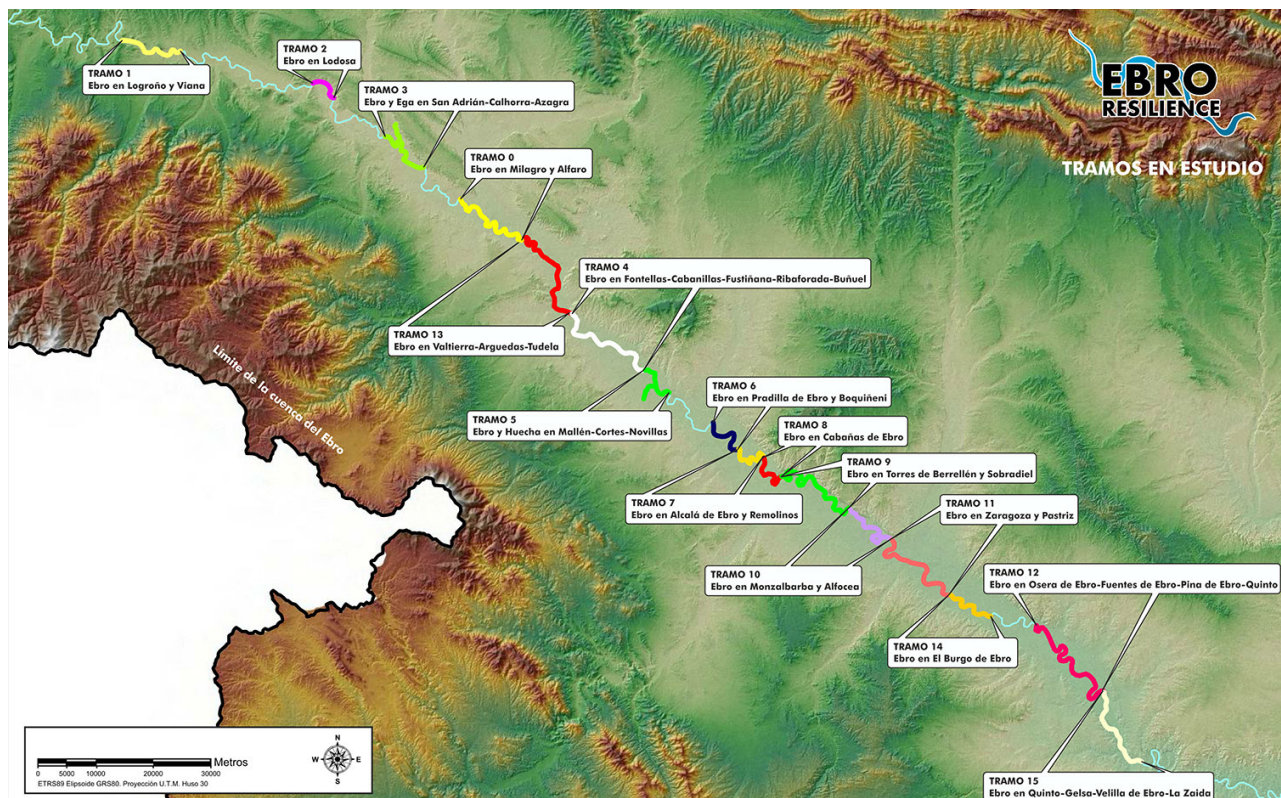 TRAMO 1
Ebro en Logroño y Viana
TRAMO 2
Ebro en Lodosa
TRAMO 3
Ebro y Ega en San Adrián-Calhorra-Azagra
TRAMO 0
Ebro en Milagro y Alfaro
EBRO
RESILIENCE
TRAMOS EN ESTUDIO
TRAMO 4
Ebro en Fontellas-Cabanillas-Fustiñana-Ribaforada-Buñuel
TRAMO 13
Ebro en Valtierra-Arguedas-Tudela
Límite de la cuenca del Ebro
TRAMO 5
Ebro y Huecha en Mallén-Cortes-Novillas
TRAMO 6
Ebro en Pradilla de Ebro y Boquiñeni
TRAMO 8
Ebro en Cabañas de Ebro
TRAMO 9
Ebro en Torres de Berrellén y Sobradiel
TRAMO 7
Ebro en Alcalá de Ebro y Remolinos
TRAMO 11
Ebro en Zaragoza y Pastriz
TRAMO 10
Ebro en Monzalbarba y Alfocea
TRAMO 12
Ebro en Osera de Ebro-Fuentes de Ebro-Pina de Ebro-Quinto
TRAMO 14
Ebro en El Burgo de Ebro
TRAMO 15
Ebro en Quinto-Gelsa-Velilla de Ebro-La Zaida
N
W E
S
Metros
0 5000 10000 20000 30000
ETRS89 Elipsoide GRS80. Proyección U.T.M. Huso 30